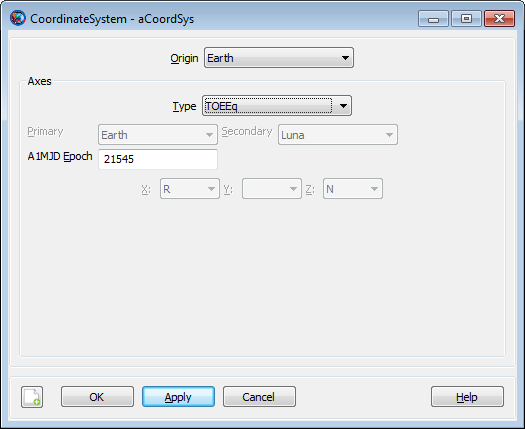 CoordinateSystem - aCoordSys
Origin Earth
Axes
Type TOEEq
Primary Earth Secondary Luna
A1MJD Epoch 21545
X: R Y: Z: N
OK Apply Cancel Help